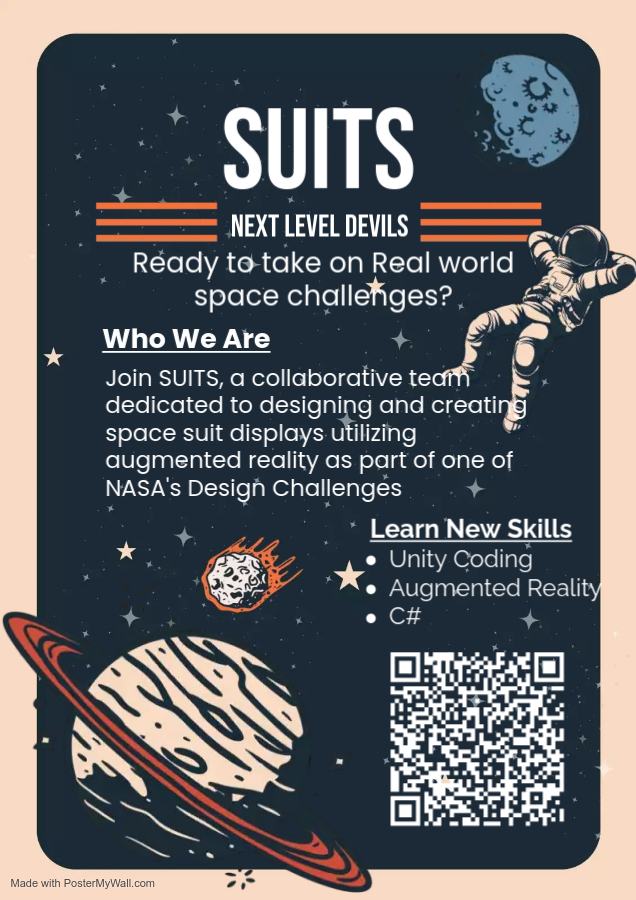 SUITS
NEXT LEVEL DEVILS
Ready to take on Real world
space challenges?
Who We Are
Join SUITS, a collaborative team
dedicated to designing and creating
space suit displays utilizing
augmented reality as part of one of
NASA's Design Challenges
Learn New Skills
• Unity Coding
• Augmented Reality
• C#
Made with PosterMyWall.com